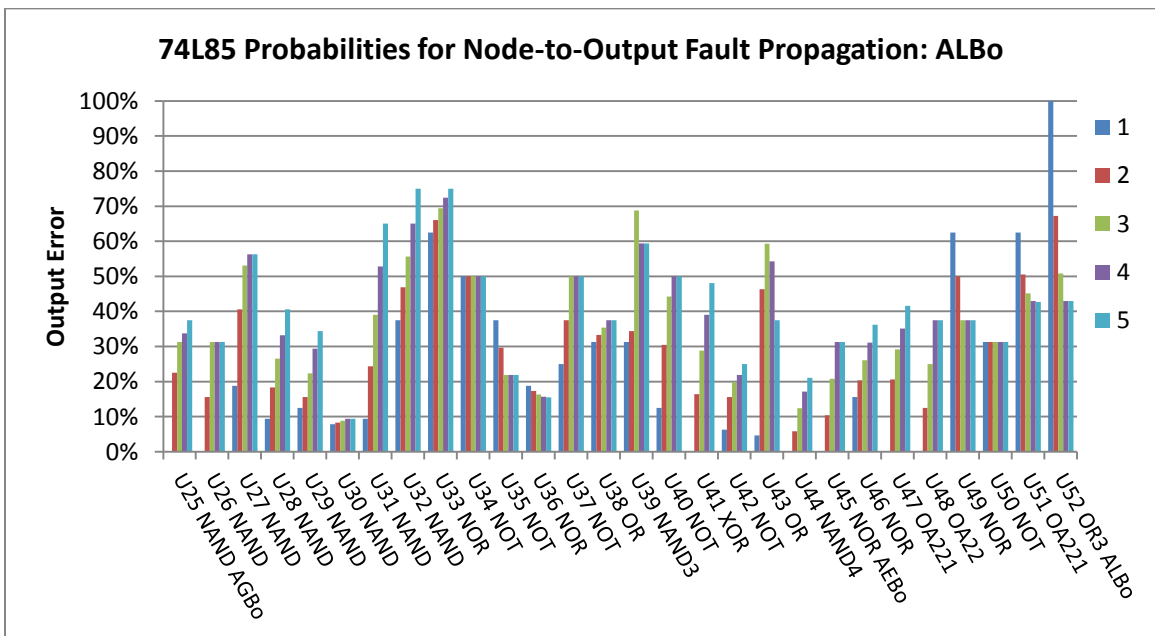 74L85 Probabilities for Node-to-Output Fault Propagation: ALBo
100%
90%
80%
70%
60%
50%
40%
30%
20%
10%
0%
Output Error
1
2
3
4
5
U25 NAND AGBo
U26 NAND
U27 NAND
U28 NAND
U29 NAND
U30 NAND
U31 NAND
U32 NAND
U33 NOR
U34 NOT
U35 NOT
U36 NOR
U37 NOT
U38 OR
U39 NAND3
U40 NOT
U41 XOR
U42 NOT
U43 OR
U44 NAND4
U45 NOR AEBo
U46 NOR
U47 OA221
U48 OA22
U49 NOR
U50 NOT
U51 OA221
U52 OR3 ALBo